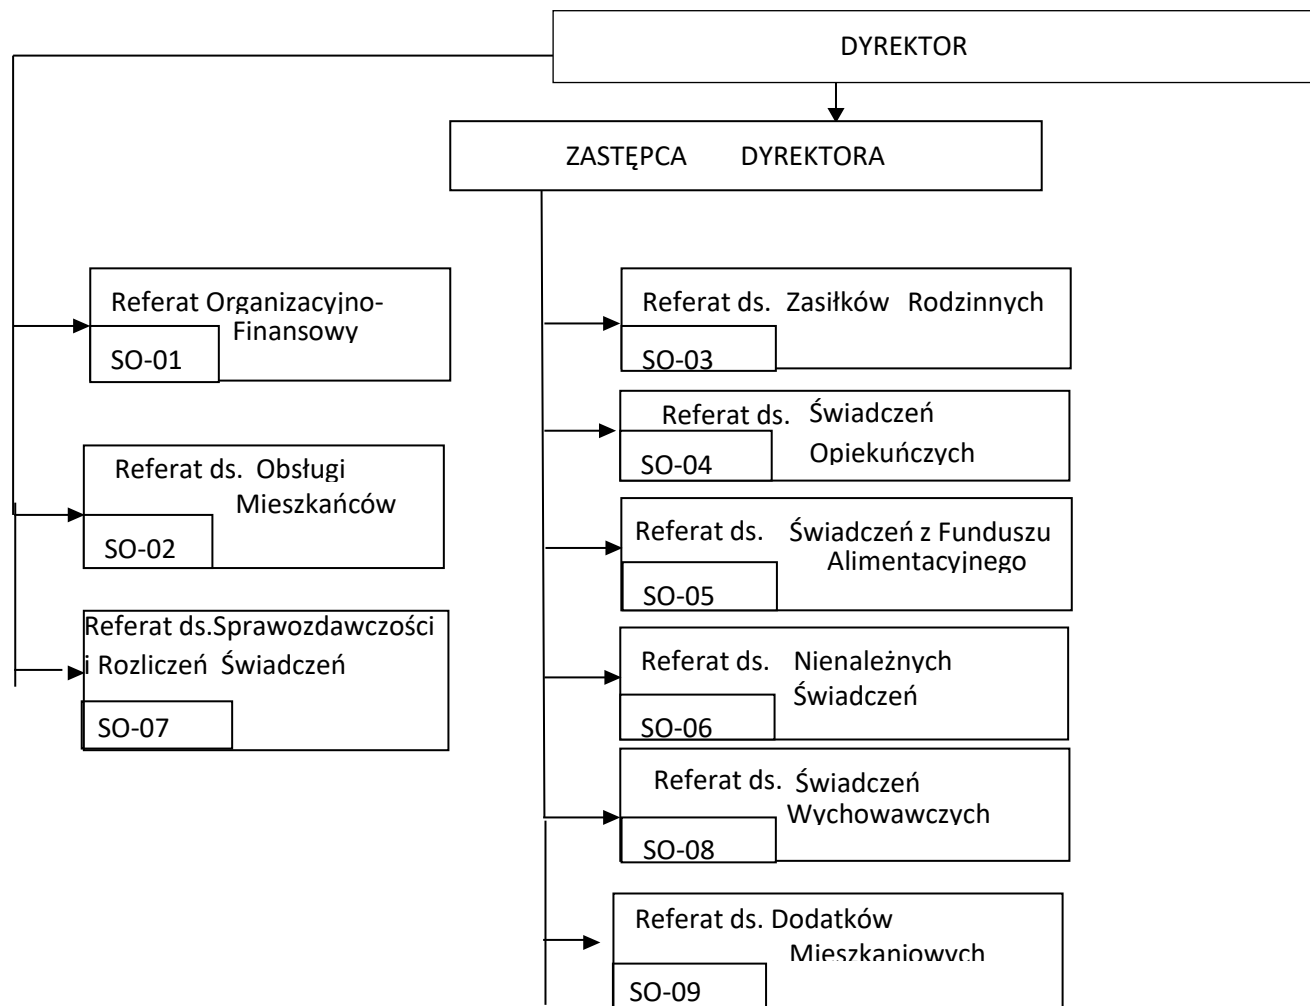 DYREKTOR
ZASTĘPCA DYREKTORA
Referat Organizacyjno-
Finansowy
SO-01
Referat ds. Obsługi
Mieszkańców
SO-02
Referat ds.Sprawozdawczości
i Rozliczeń Świadczeń
SO-07
Referat ds. Zasiłków Rodzinnych
SO-03
Referat ds. Świadczeń
Opiekuńczych
SO-04
Referat ds. Świadczeń z Funduszu
Alimentacyjnego
SO-05
Referat ds. Nienależnych
Świadczeń
SO-06
Referat ds. Świadczeń
Wychowawczych
SO-08
Referat ds. Dodatków
Mieszkaniowych
SO-09